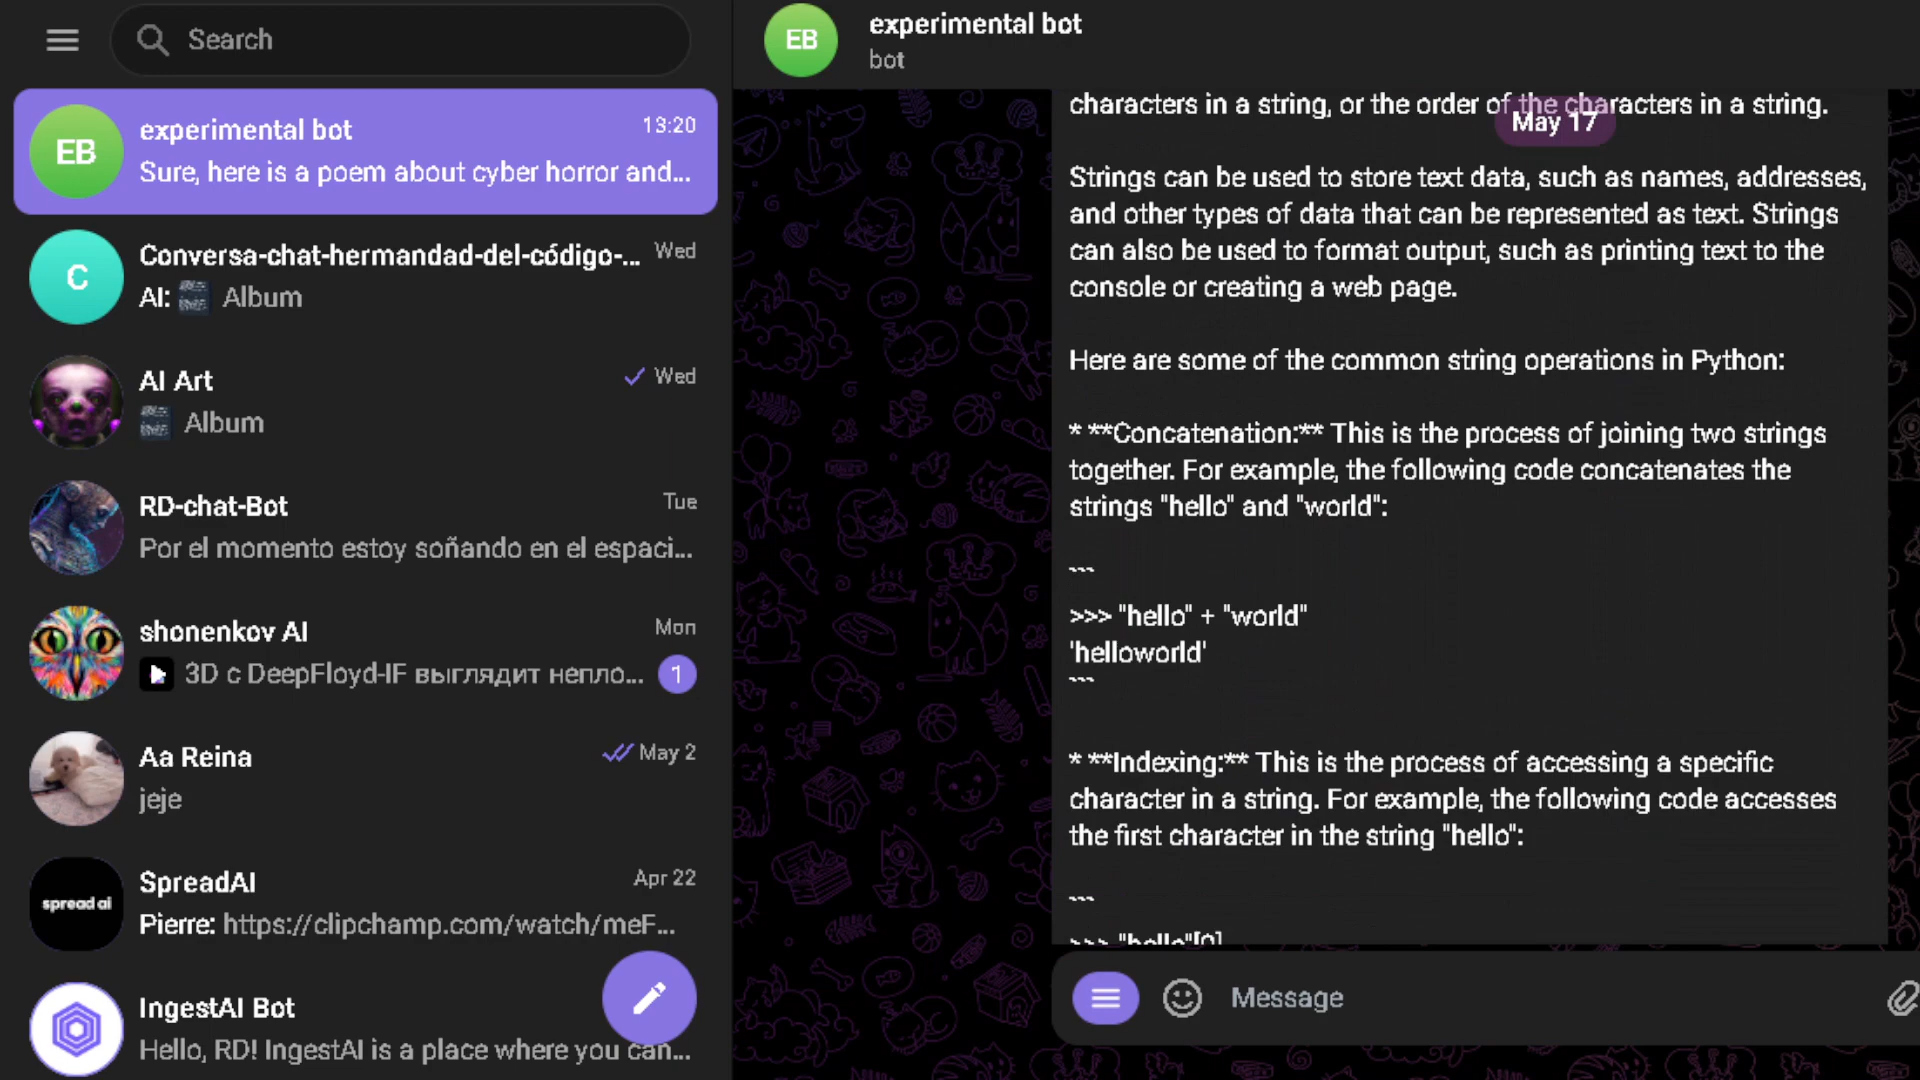 Search
EB
experimental bot
13:20
Sure, here is a poem about cyber horror and...
C
Conversa-chat-hermandad-del-código-...
Wed
AI: Album
AI Art
Wed
Album
RD-chat-Bot
Tue
Por el momento estoy soñando en el espaci...
shonenkov AI
Mon
3D с DeepFloyd-IF выглядит непло...
1
Aa Reina
May 2
jeje
spread ai
SpreadAI
Apr 22
Pierre: https://clipchamp.com/watch/meF...
IngestAI Bot
Hello, RD! IngestAI is a place where you can...
EB
experimental bot
bot
characters in a string, or the order of the characters in a string.
May 17
Strings can be used to store text data, such as names, addresses,
and other types of data that can be represented as text. Strings
can also be used to format output, such as printing text to the
console or creating a web page.
Here are some of the common string operations in Python:
* **Concatenation:** This is the process of joining two strings
together. For example, the following code concatenates the
strings "hello" and "world":
```
>>> "hello" + "world"
'helloworld'
```
* **Indexing:** This is the process of accessing a specific
character in a string. For example, the following code accesses
the first character in the string "hello":
```
>>> "hello"[0]
Message